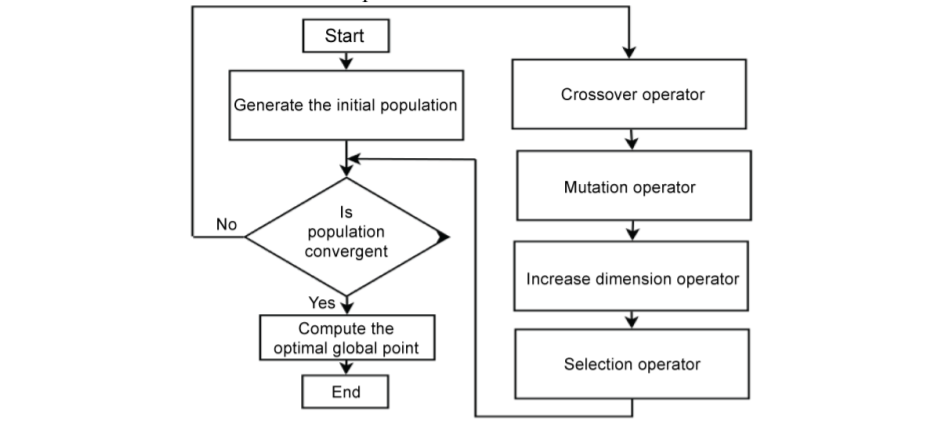 Start
Generate the initial population
Is
population
convergent
No
Yes
Compute the
optimal global point
End
Crossover operator
Mutation operator
Increase dimension operator
Selection operator